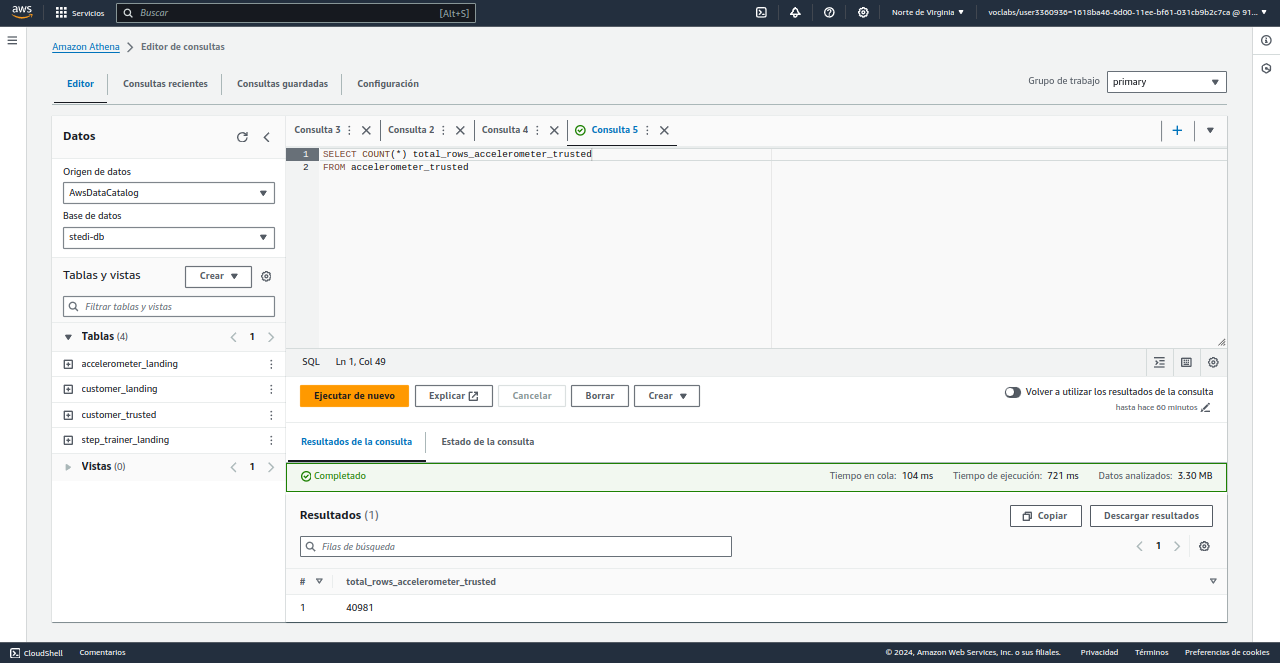 aws Servicios Buscar [Alt+S] Norte de Virginia voclabs/user3360936=1618ba46-6d00-11ee-bf61-031cb9b2c7ca @ 91...
Amazon Athena Editor de consultas
Editor Consultas recientes Consultas guardadas Configuración Grupo de trabajo primary
Datos
Origen de datos
AwsDataCatalog
Base de datos
stedi-db
Tablas y vistas Crear
Filtrar tablas y vistas
Tablas (4) 1
accelerometer_landing
customer_landing
customer_trusted
step_trainer_landing
Vistas (0) 1
Consulta 3 Consulta 2 Consulta 4 Consulta 5
1 SELECT COUNT(*) total_rows_accelerometer_trusted
2 FROM accelerometer_trusted
SQL Ln 1, Col 49
Ejecutar de nuevo Explicar Cancelar Borrar Crear Volver a utilizar los resultados de la consulta
hasta hace 60 minutos
Resultados de la consulta Estado de la consulta
Completado Tiempo en cola: 104 ms Tiempo de ejecución: 721 ms Datos analizados: 3.30 MB
Resultados (1) Copiar Descargar resultados
Filas de búsqueda 1
# total_rows_accelerometer_trusted
1 40981
CloudShell Comentarios © 2024, Amazon Web Services, Inc. o sus filiales. Privacidad Términos Preferencias de cookies